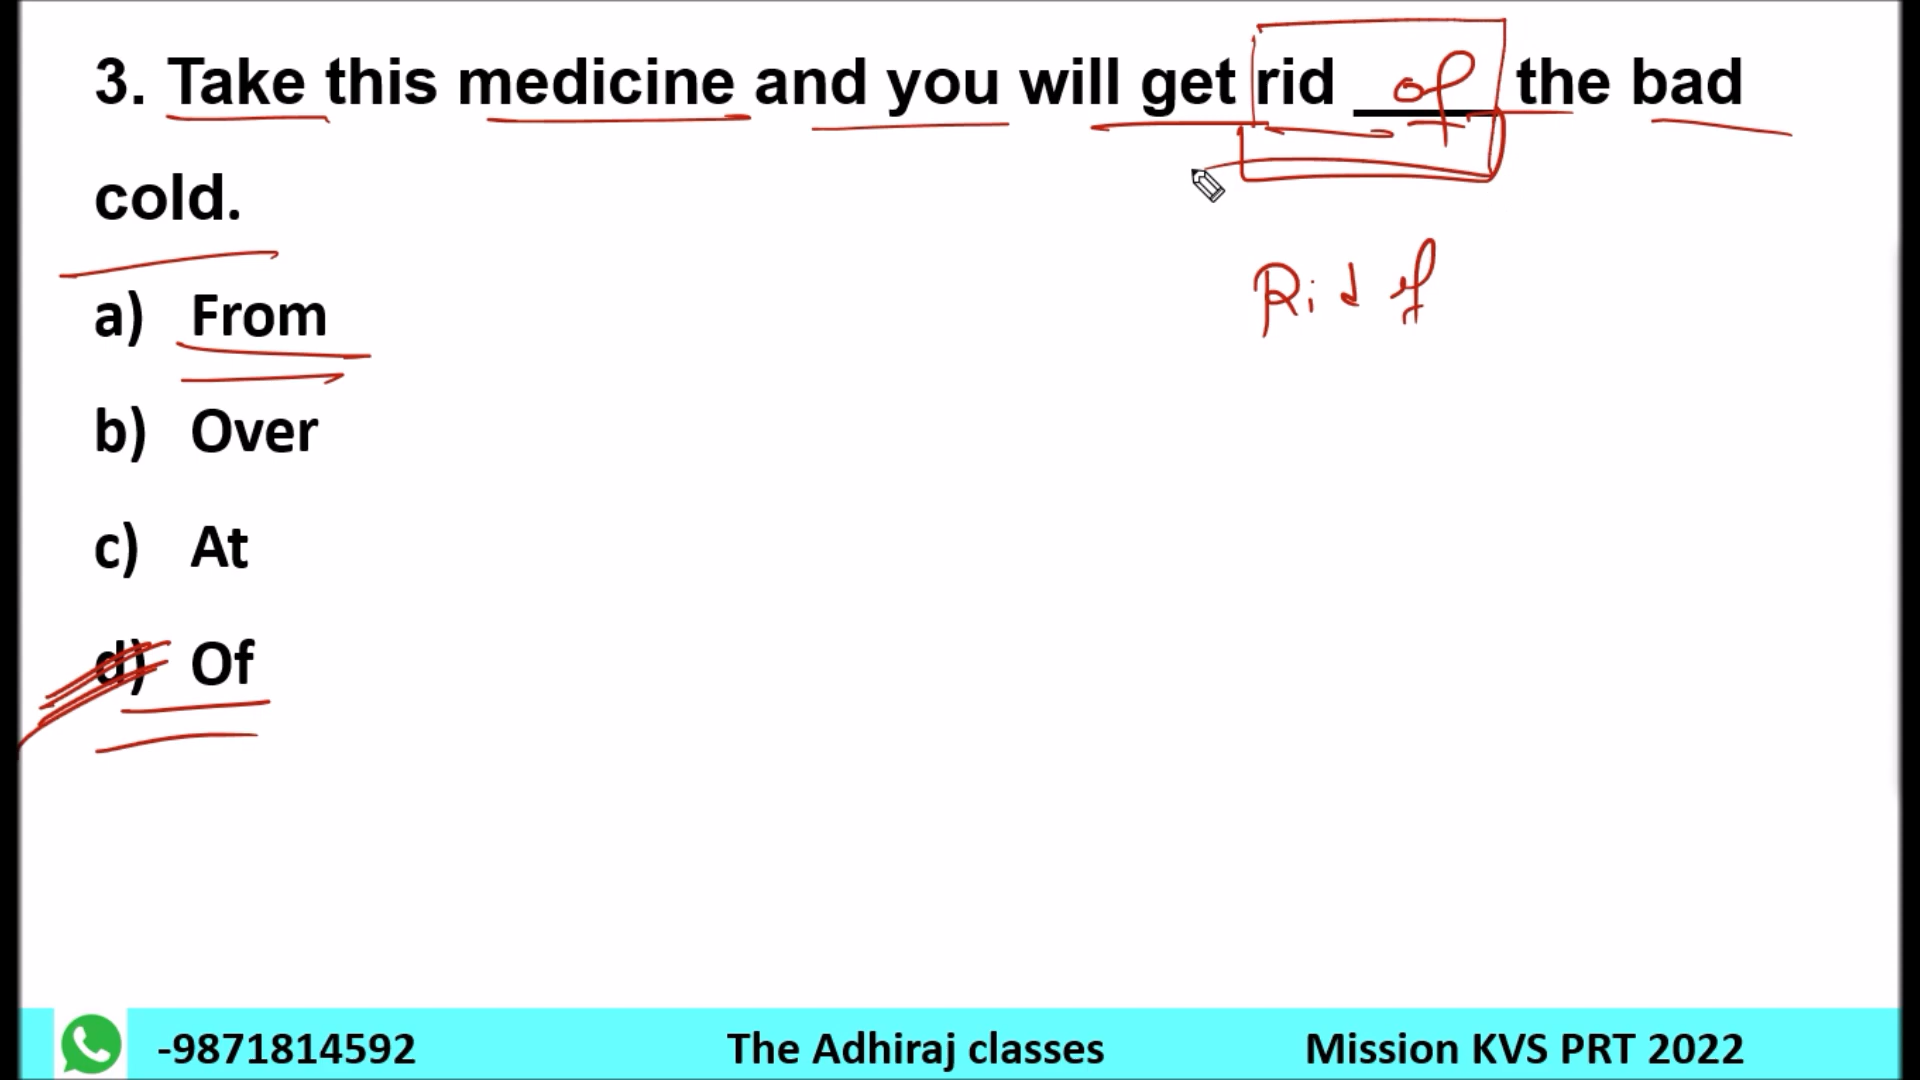 3. Take this medicine and you will get rid __of__ the bad
cold.
Rid of
a) From
b) Over
c) At
d) Of
-9871814592 The Adhiraj classes Mission KVS PRT 2022